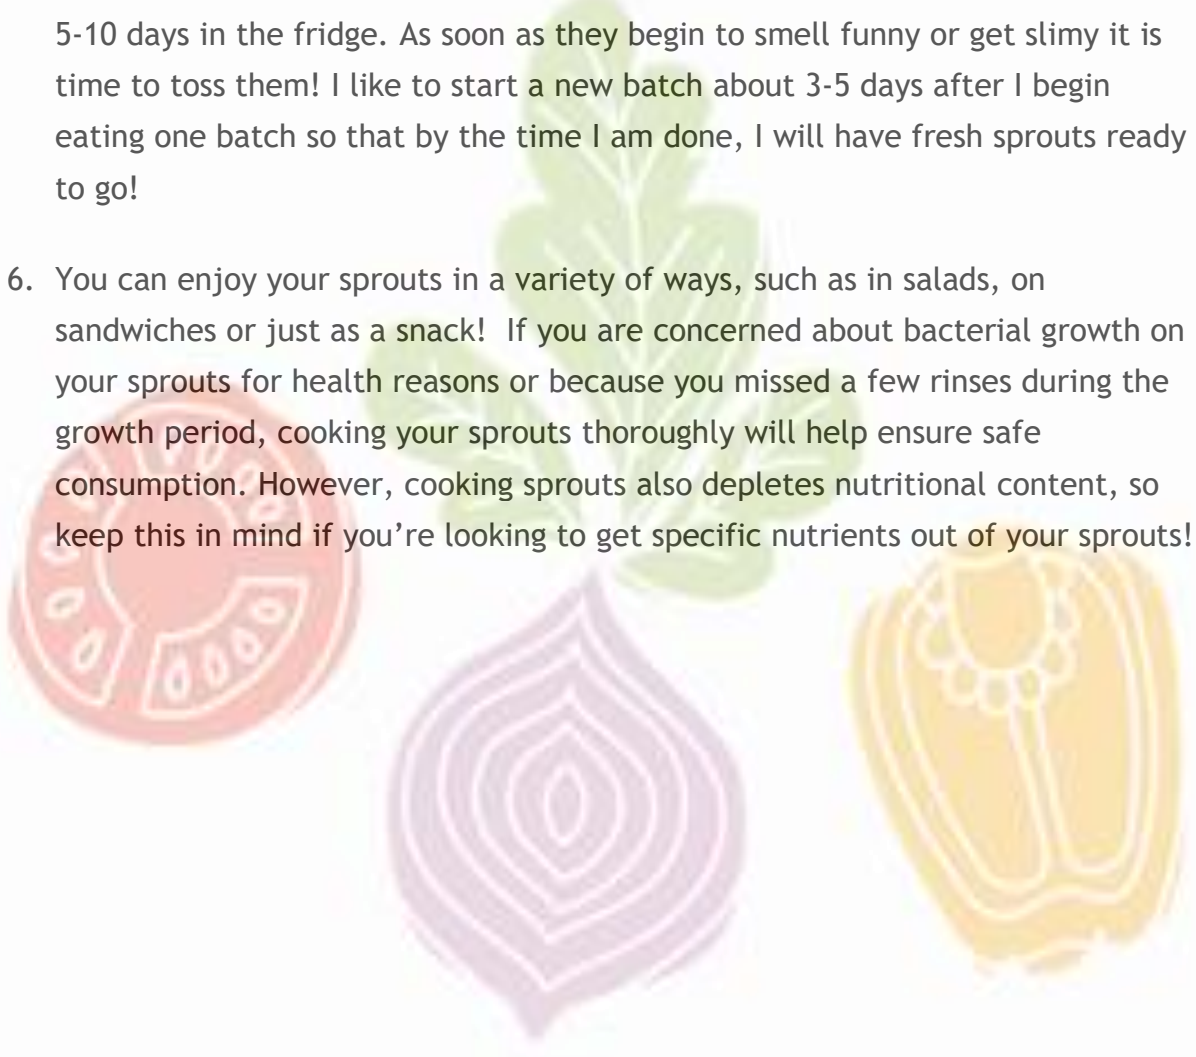 5-10 days in the fridge. As soon as they begin to smell funny or get slimy it is
time to toss them! I like to start a new batch about 3-5 days after I begin
eating one batch so that by the time I am done, I will have fresh sprouts ready
to go!
6. You can enjoy your sprouts in a variety of ways, such as in salads, on
sandwiches or just as a snack!  If you are concerned about bacterial growth on
your sprouts for health reasons or because you missed a few rinses during the
growth period, cooking your sprouts thoroughly will help ensure safe
consumption. However, cooking sprouts also depletes nutritional content, so
keep this in mind if you’re looking to get specific nutrients out of your sprouts!